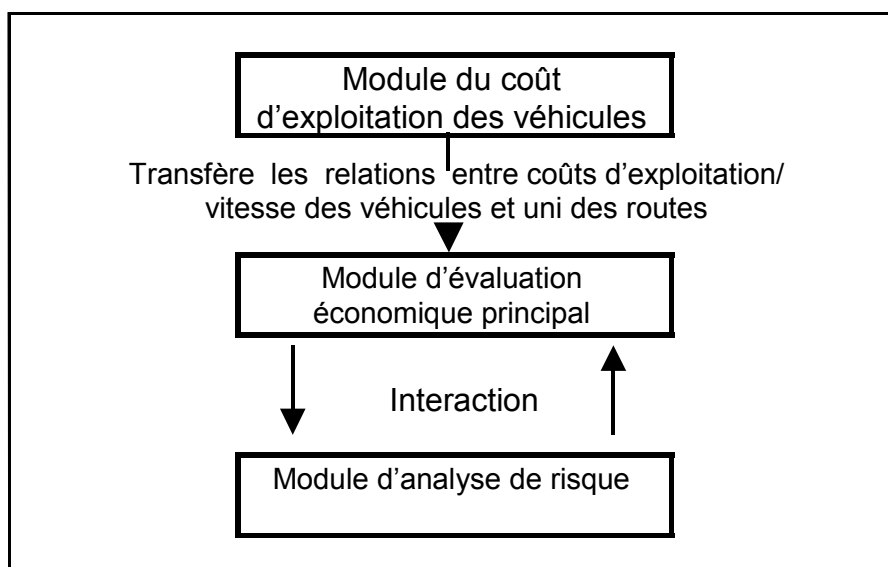 Module du coût
d’exploitation des véhicules
Transfère les relations entre coûts d’exploitation/
vitesse des véhicules et uni des routes
Module d’évaluation
économique principal
Interaction
Module d’analyse de risque